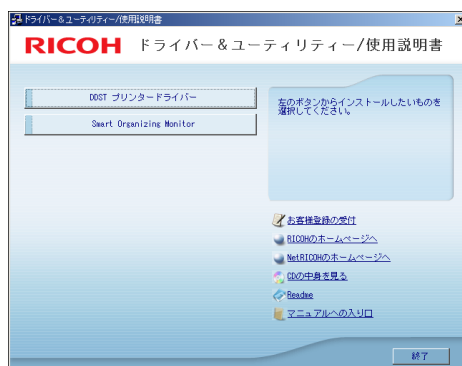 ドライバー＆ユーティリティー/使用説明書
RICOH ドライバー＆ユーティリティー/使用説明書
DDST プリンタードライバー
Smart Organizing Monitor
左のボタンからインストールしたいものを
選択してください。
お客様登録の受付
RICOHのホームページへ
NetRICOHのホームページへ
CDの中身を見る
Readme
マニュアルへの入り口
終了